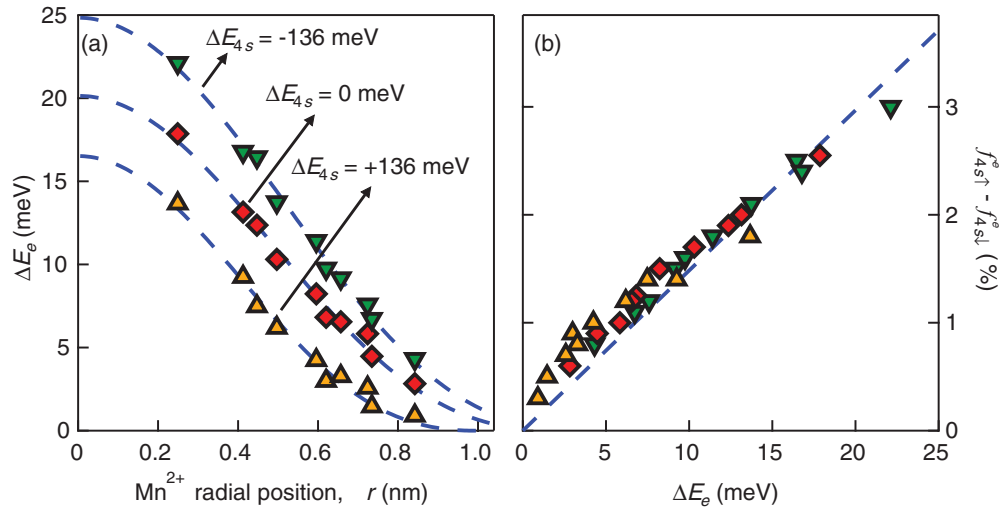 (a)
ΔE4s = -136 meV
ΔE4s = 0 meV
ΔE4s = +136 meV
25
20
15
10
5
0
ΔEe (meV)
0 0.2 0.4 0.6 0.8 1.0
Mn2+ radial position, r (nm)
(b)
3
2
1
0
fe4s↑ - fe4s↓ (%)
0 5 10 15 20 25
ΔEe (meV)